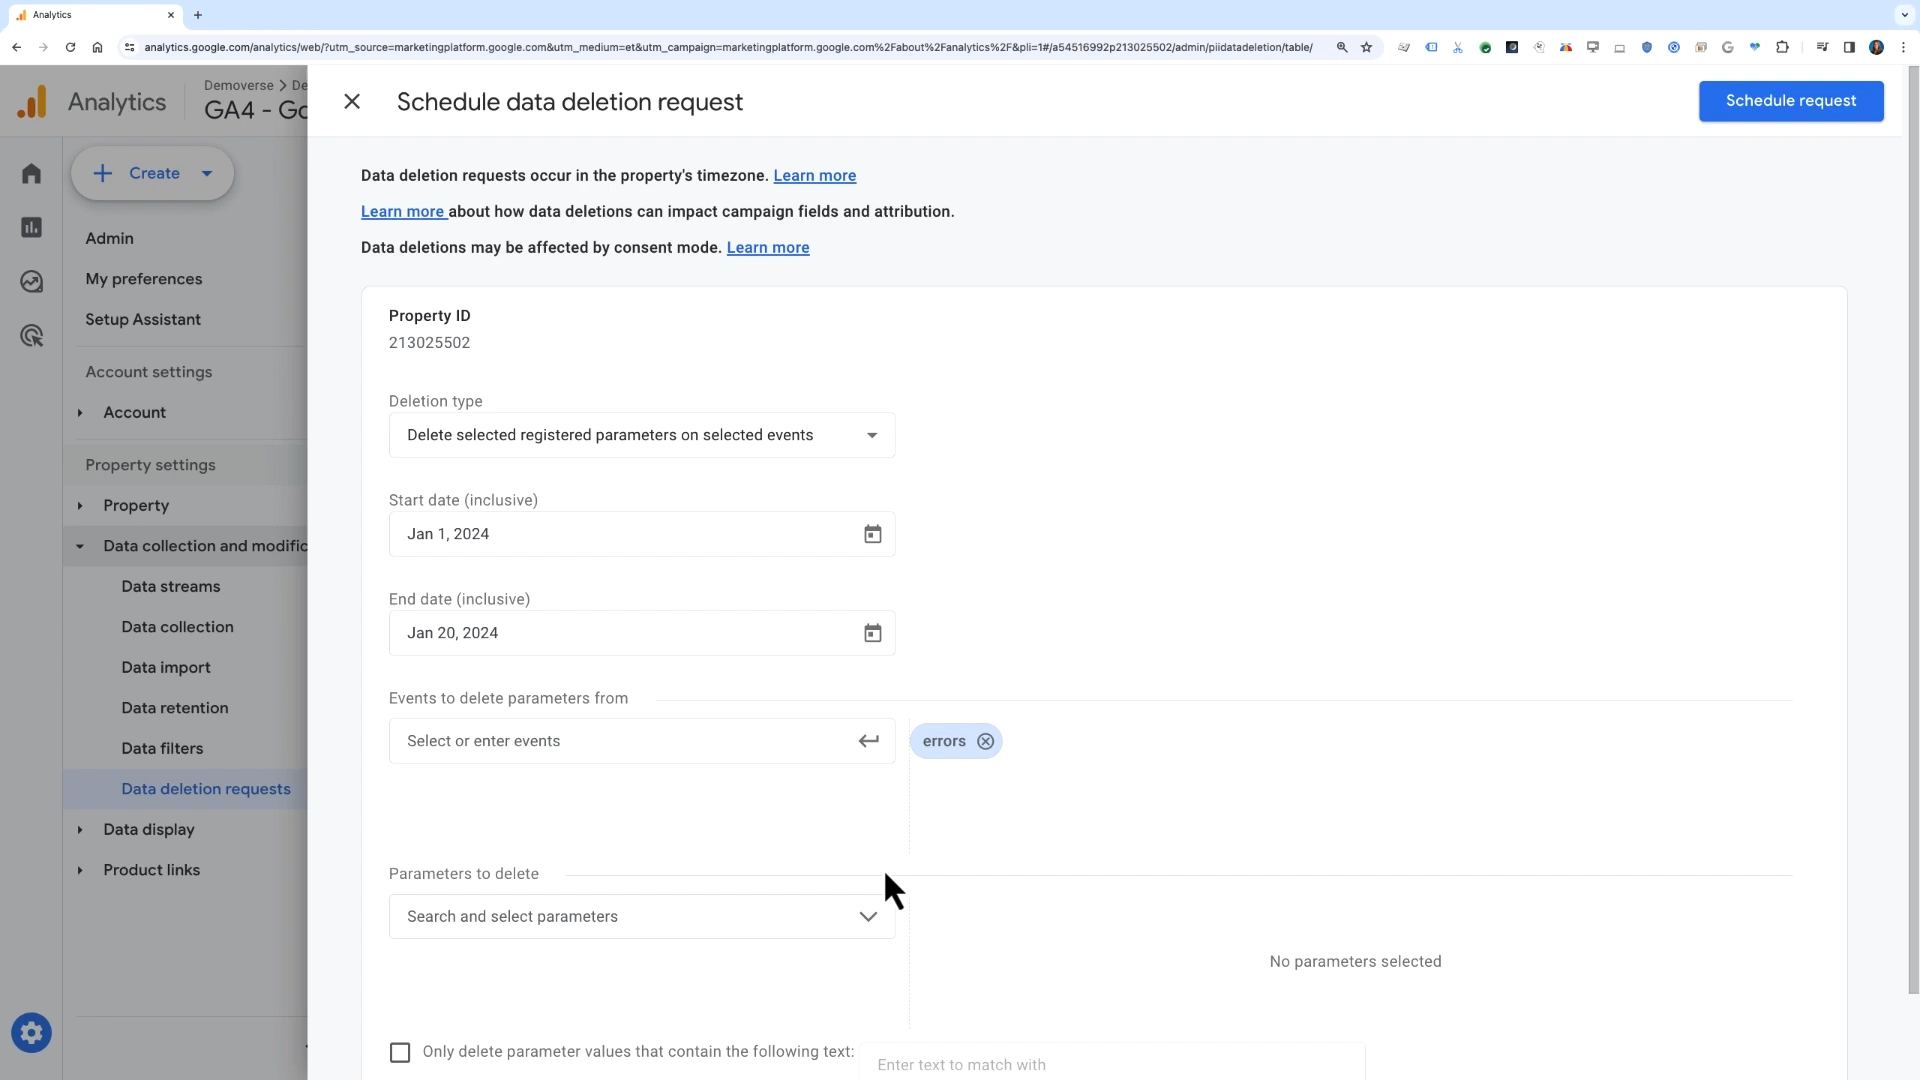 Analytics
analytics.google.com/analytics/web/?utm_source=marketingplatform.google.com&utm_medium=et&utm_campaign=marketingplatform.google.com%2Fabout%2Fanalytics%2F&pli=1#/a54516992p213025502/admin/piidatadeletion/table/
Analytics
Demoverse > De
GA4 - Go
Schedule data deletion request
Schedule request
Create
Admin
My preferences
Setup Assistant
Account settings
Account
Property settings
Property
Data collection and modific
Data streams
Data collection
Data import
Data retention
Data filters
Data deletion requests
Data display
Product links
Data deletion requests occur in the property's timezone. Learn more
Learn more about how data deletions can impact campaign fields and attribution.
Data deletions may be affected by consent mode. Learn more
Property ID
213025502
Deletion type
Delete selected registered parameters on selected events
Start date (inclusive)
Jan 1, 2024
End date (inclusive)
Jan 20, 2024
Events to delete parameters from
Select or enter events
errors
Parameters to delete
Search and select parameters
No parameters selected
Only delete parameter values that contain the following text:
Enter text to match with